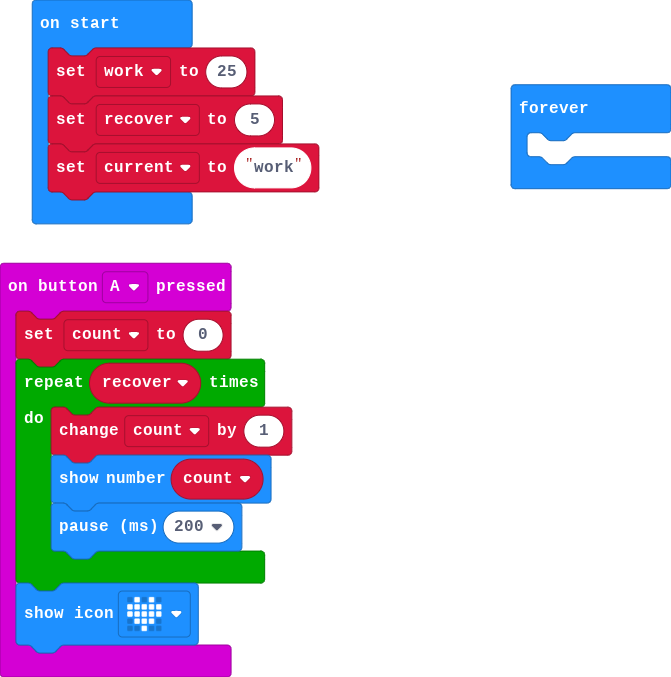 on start
set work to 25
set recover to 5
set current to "work"
forever
on button A pressed
set count to 0
repeat recover times
do
change count by 1
show number count
pause (ms) 200
show icon